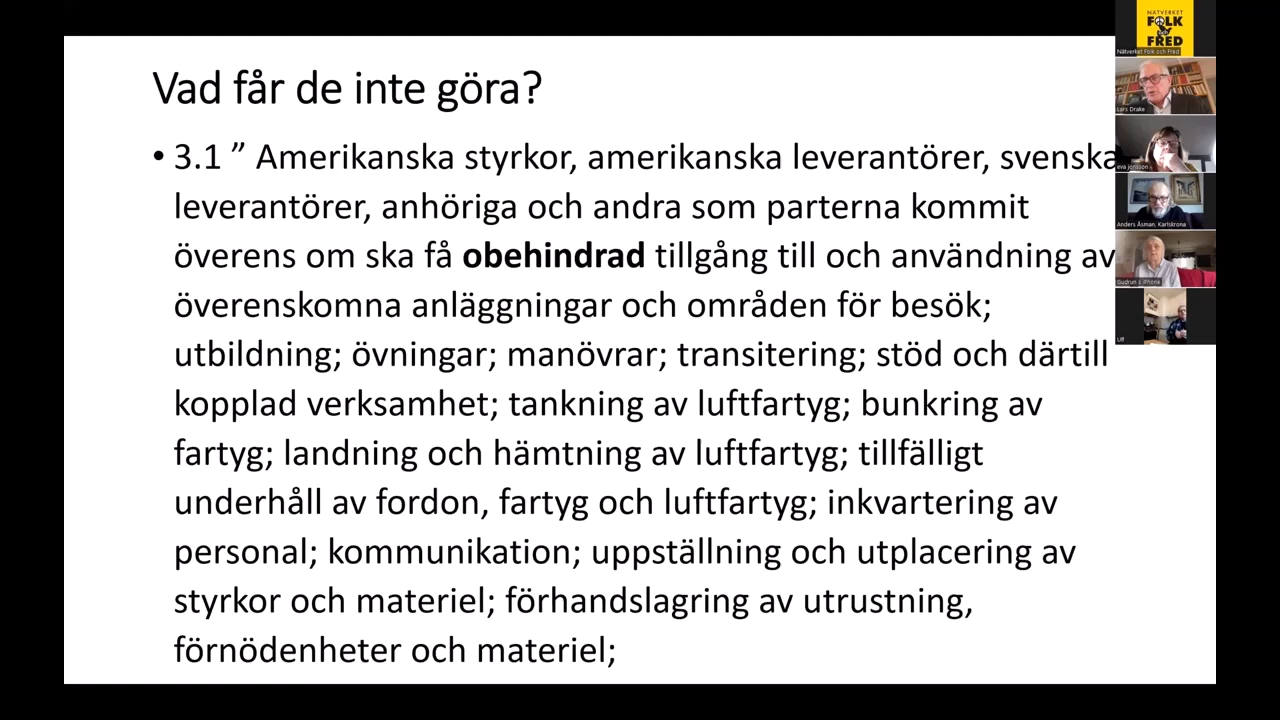 Vad får de inte göra?
• 3.1 ” Amerikanska styrkor, amerikanska leverantörer, svenska
leverantörer, anhöriga och andra som parterna kommit
överens om ska få obehindrad tillgång till och användning av
överenskomna anläggningar och områden för besök;
utbildning; övningar; manövrar; transitering; stöd och därtill
kopplad verksamhet; tankning av luftfartyg; bunkring av
fartyg; landning och hämtning av luftfartyg; tillfälligt
underhåll av fordon, fartyg och luftfartyg; inkvartering av
personal; kommunikation; uppställning och utplacering av
styrkor och materiel; förhandslagring av utrustning,
förnödenheter och materiel;
NÄTVERKET
FOLK
och
FRED
Nätverket Folk och Fred
Lars Drake
eva jonsson
Anders Åsman, Karlskrona
Gudrun s iPhone
Ulf